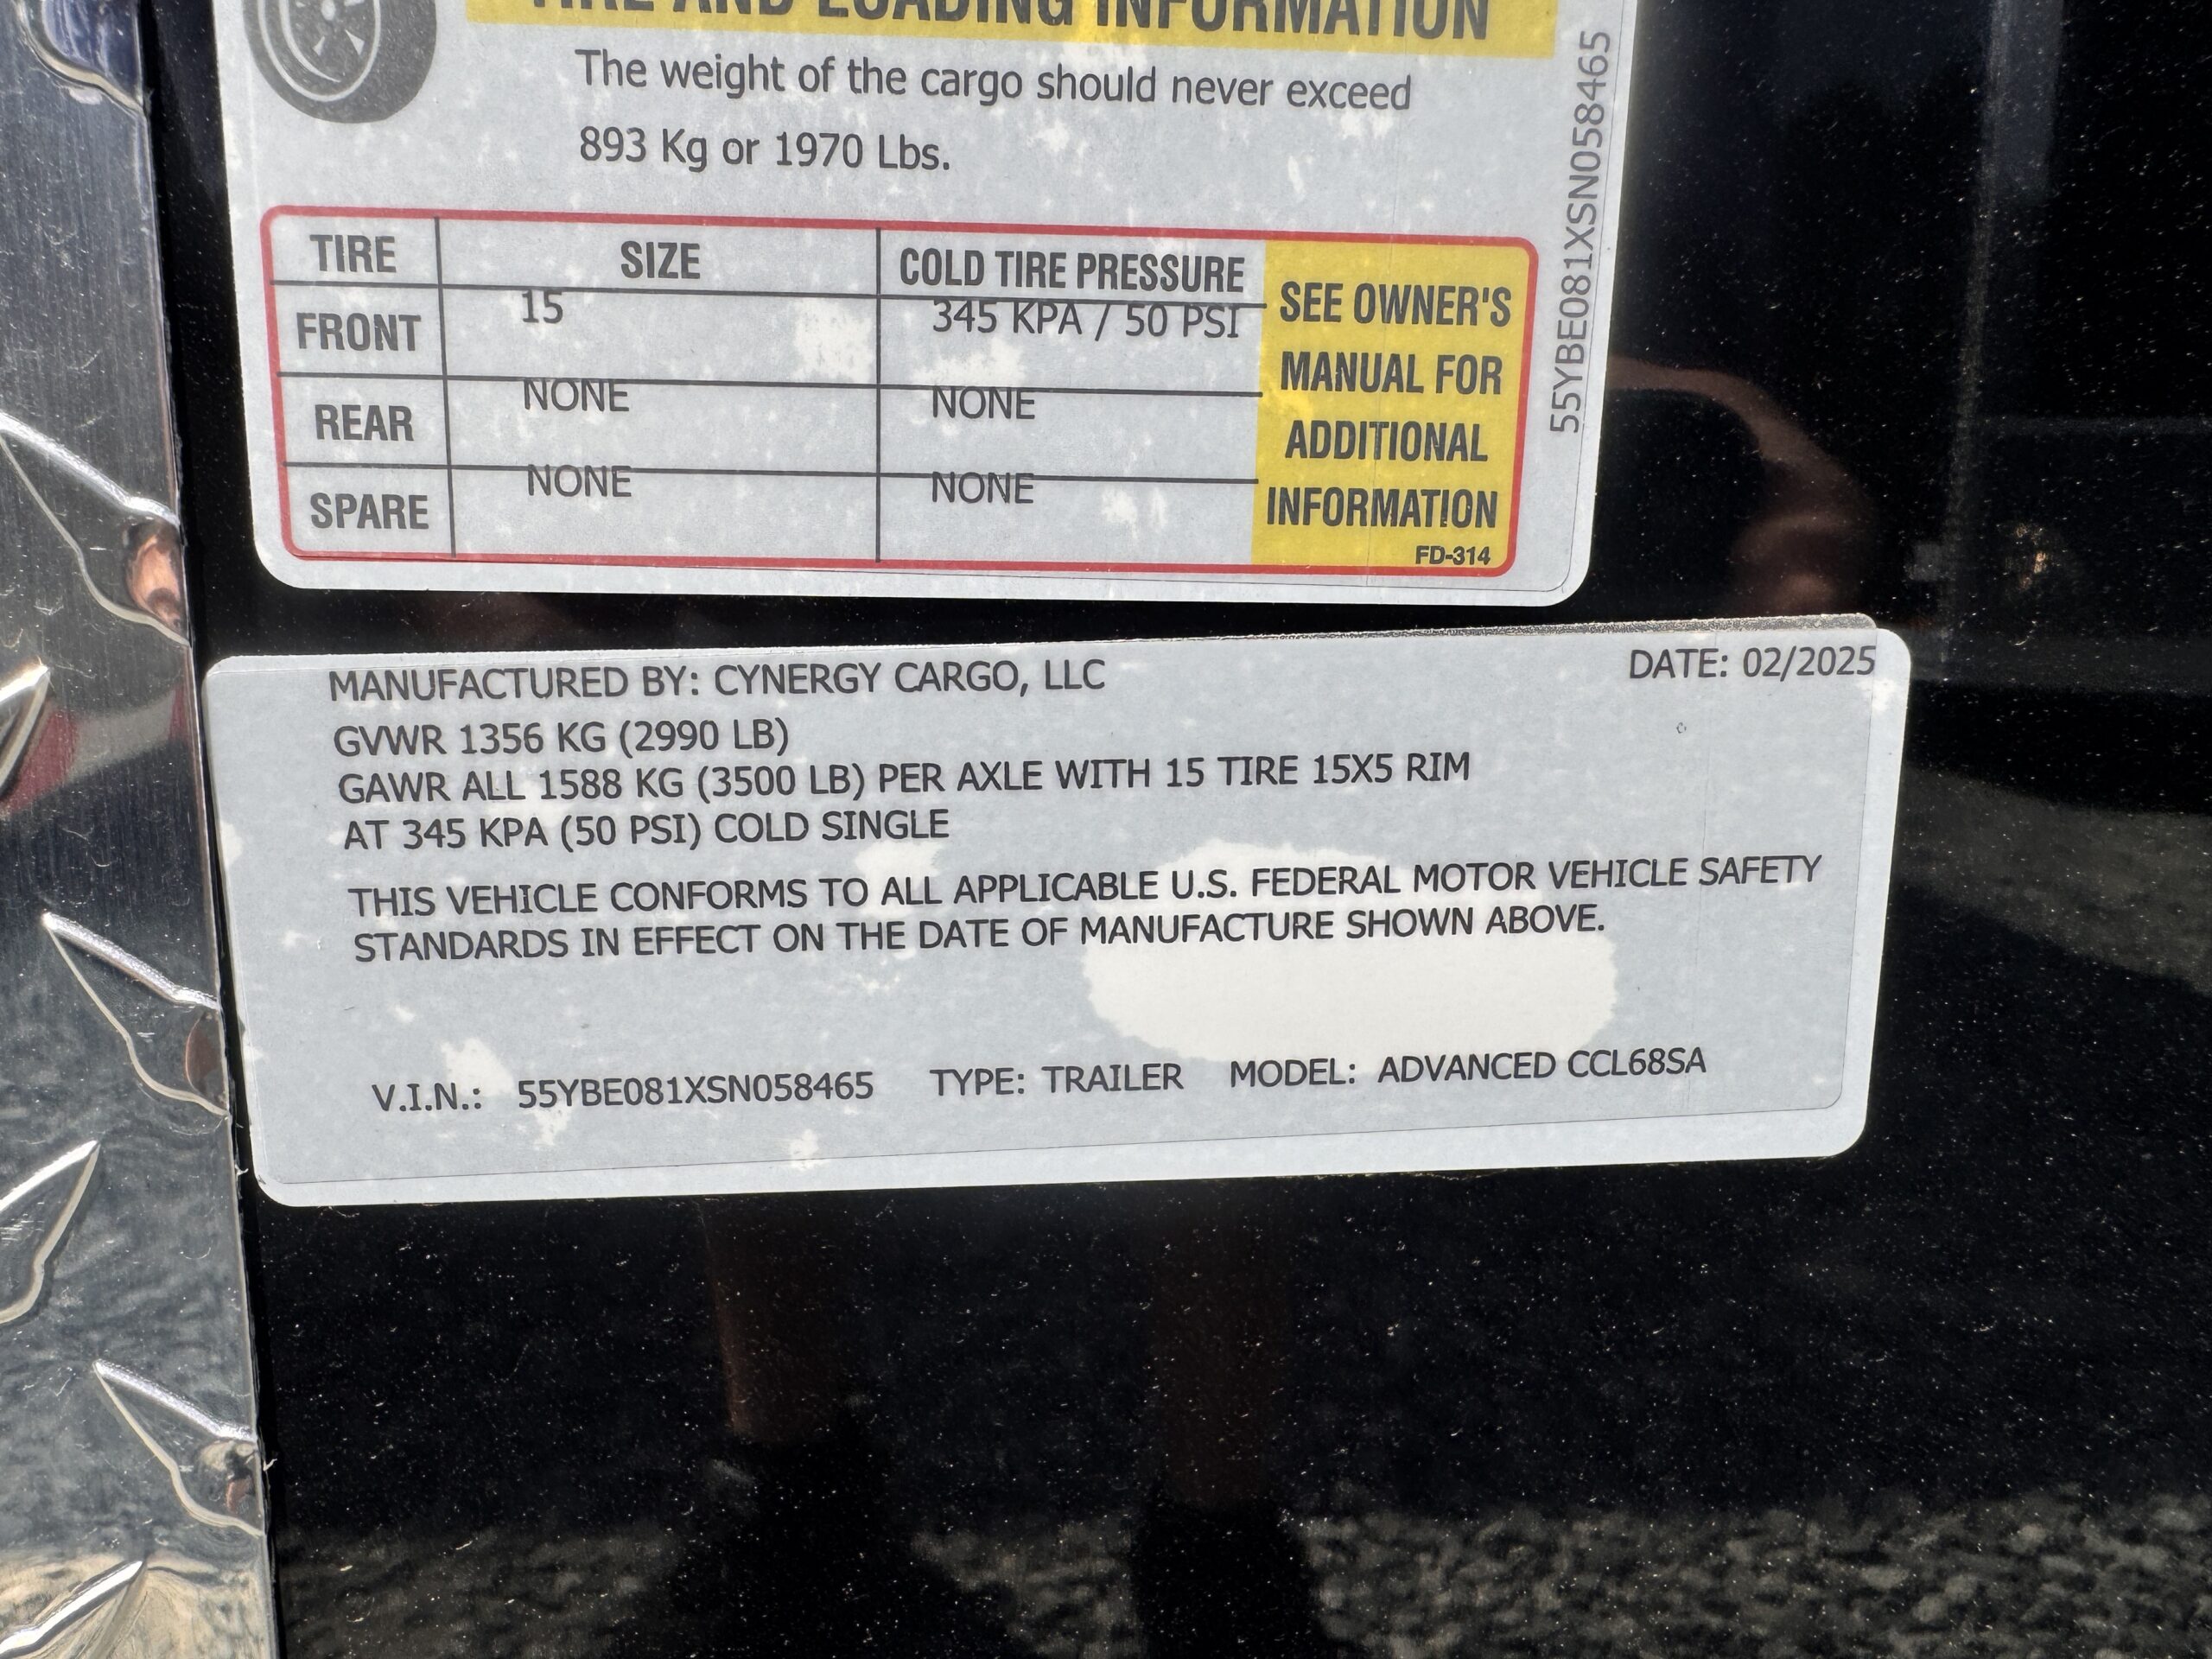 TIRE AND LOADING INFORMATION
The weight of the cargo should never exceed
893 Kg or 1970 Lbs.
TIRE SIZE COLD TIRE PRESSURE
FRONT 15 345 KPA / 50 PSI
REAR NONE NONE
SPARE NONE NONE
SEE OWNER'S
MANUAL FOR
ADDITIONAL
INFORMATION
FD-314
55YBE081XSN058465
MANUFACTURED BY: CYNERGY CARGO, LLC DATE: 02/2025
GVWR 1356 KG (2990 LB)
GAWR ALL 1588 KG (3500 LB) PER AXLE WITH 15 TIRE 15X5 RIM
AT 345 KPA (50 PSI) COLD SINGLE
THIS VEHICLE CONFORMS TO ALL APPLICABLE U.S. FEDERAL MOTOR VEHICLE SAFETY
STANDARDS IN EFFECT ON THE DATE OF MANUFACTURE SHOWN ABOVE.
V.I.N.: 55YBE081XSN058465 TYPE: TRAILER MODEL: ADVANCED CCL68SA